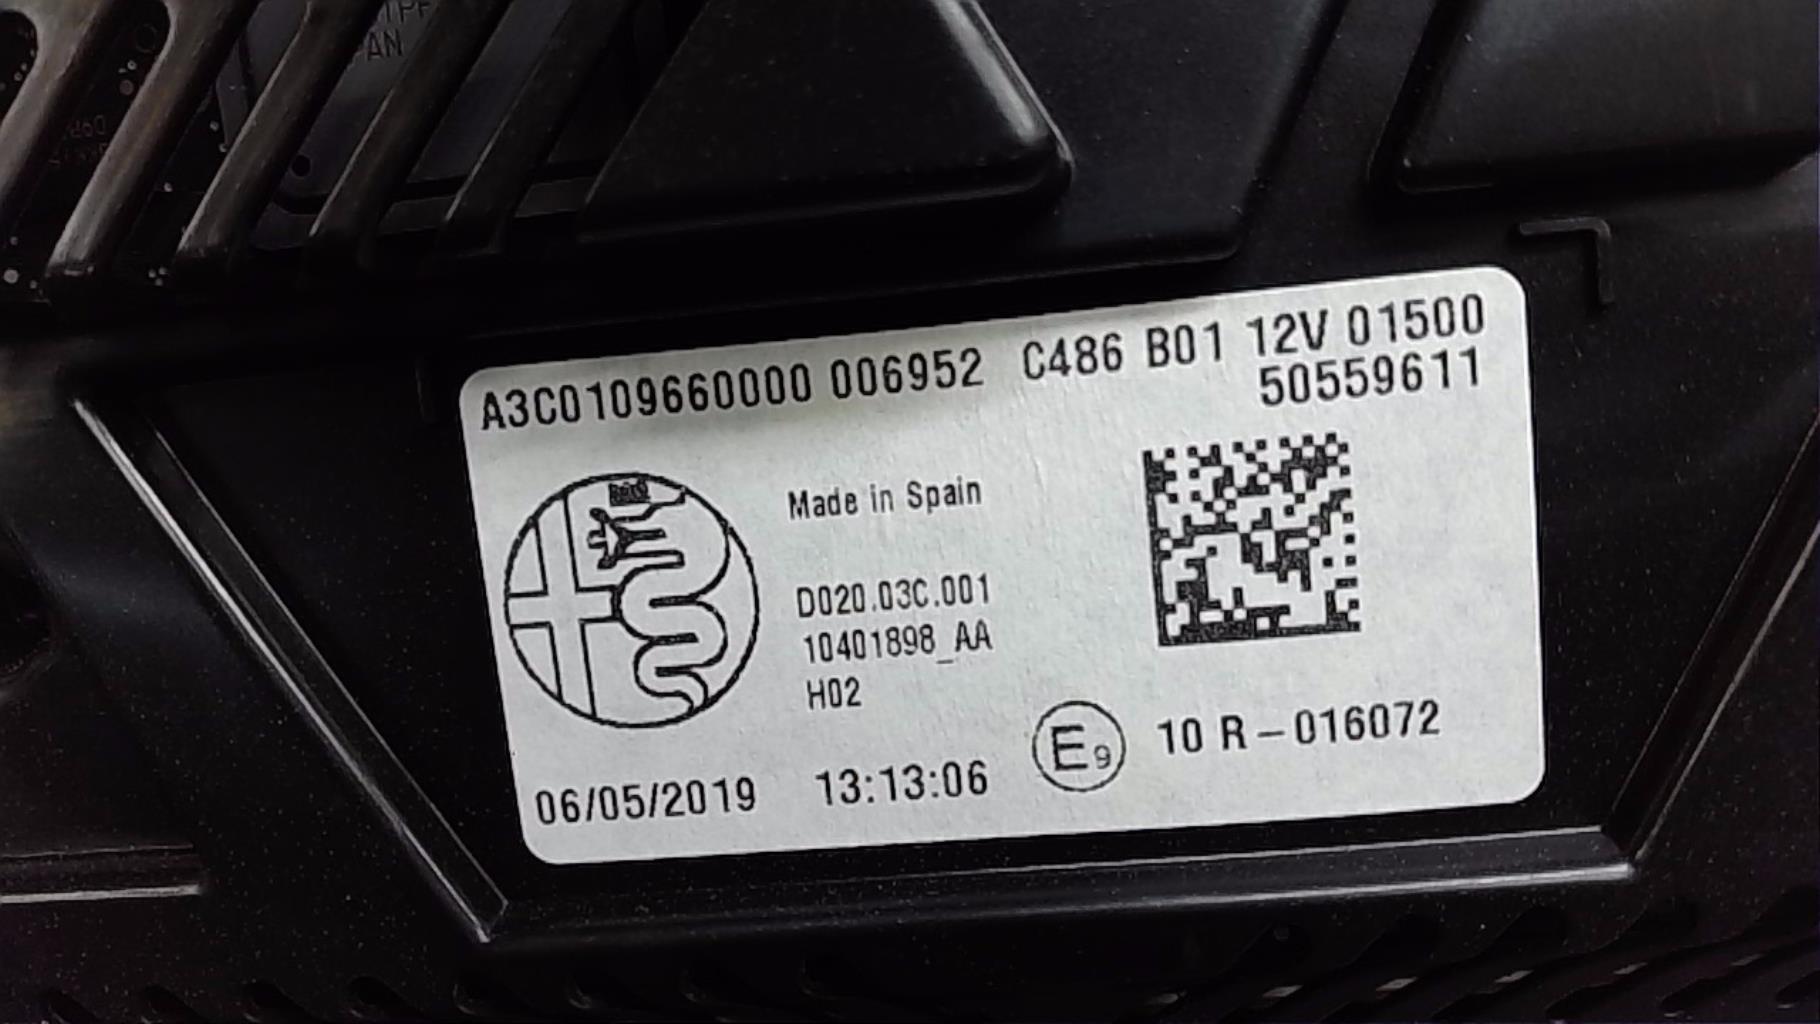 PAN
A3C0109660000 006952 C486 B01 12V 01500
50559611
Made in Spain
D020.03C.001
10401898_AA
H02
E9 10 R-016072
06/05/2019 13:13:06